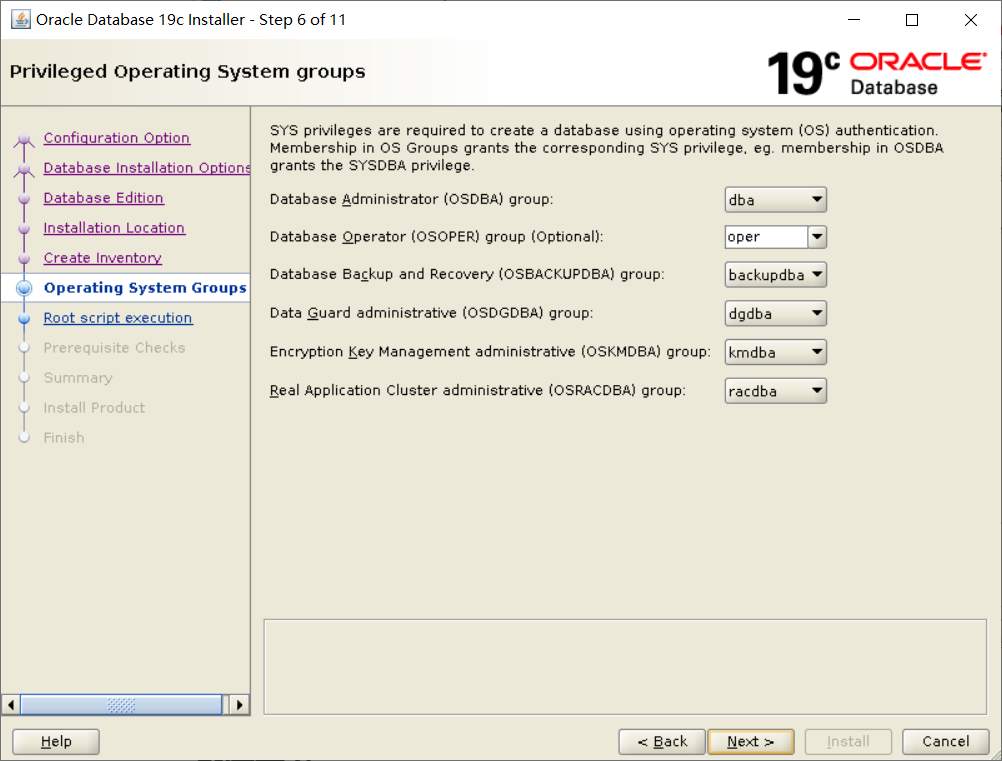 Oracle Database 19c Installer - Step 6 of 11
Privileged Operating System groups
19c ORACLE
Database
Configuration Option
Database Installation Options
Database Edition
Installation Location
Create Inventory
Operating System Groups
Root script execution
Prerequisite Checks
Summary
Install Product
Finish
SYS privileges are required to create a database using operating system (OS) authentication.
Membership in OS Groups grants the corresponding SYS privilege, eg. membership in OSDBA
grants the SYSDBA privilege.
Database Administrator (OSDBA) group: dba
Database Operator (OSOPER) group (Optional): oper
Database Backup and Recovery (OSBACKUPDBA) group: backupdba
Data Guard administrative (OSDGDBA) group: dgdba
Encryption Key Management administrative (OSKMDBA) group: kmdba
Real Application Cluster administrative (OSRACDBA) group: racdba
Help < Back Next > Install Cancel